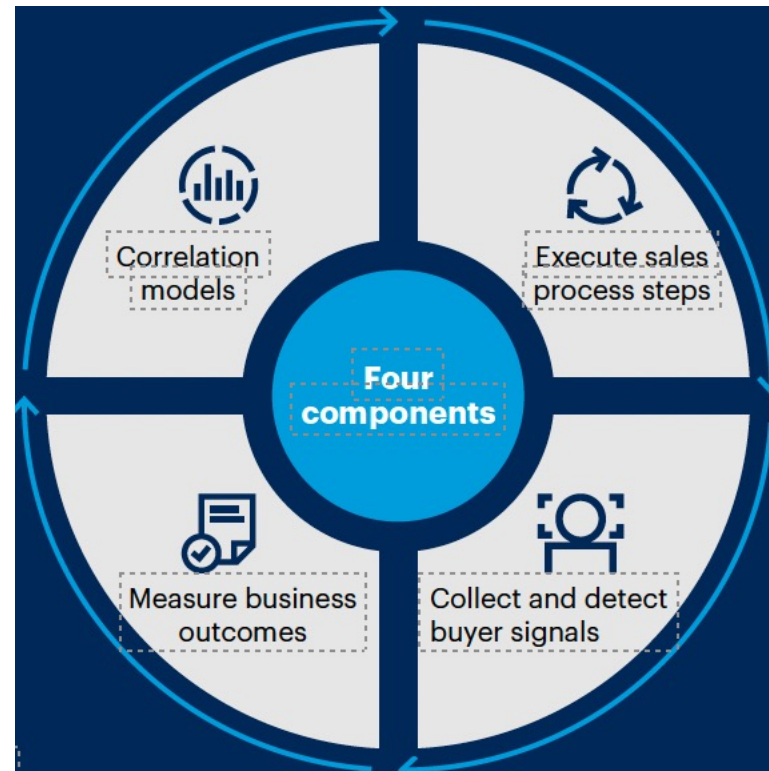 Correlation
models
Execute sales
process steps
Four
components
Measure business
outcomes
Collect and detect
buyer signals